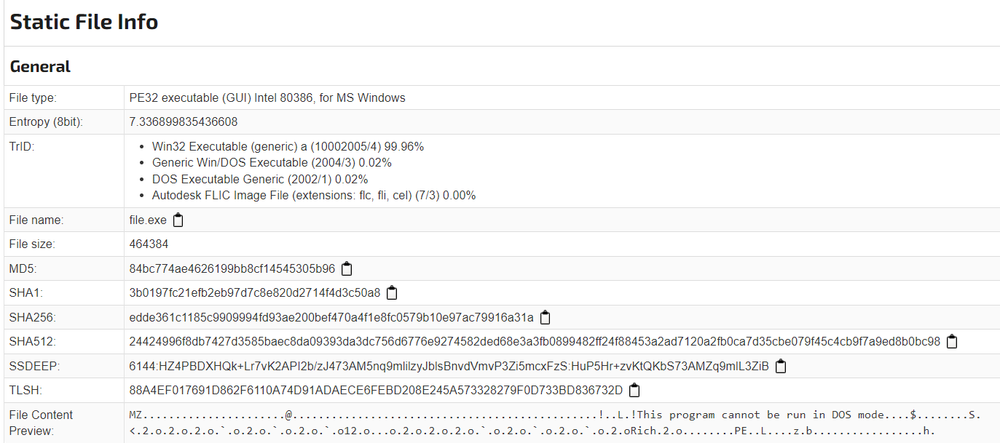 Static File Info
General
File type: PE32 executable (GUI) Intel 80386, for MS Windows
Entropy (8bit): 7.336899835436608
TrID: • Win32 Executable (generic) a (10002005/4) 99.96%
• Generic Win/DOS Executable (2004/3) 0.02%
• DOS Executable Generic (2002/1) 0.02%
• Autodesk FLIC Image File (extensions: flc, fli, cel) (7/3) 0.00%
File name: file.exe
File size: 464384
MD5: 84bc774ae4626199bb8cf14545305b96
SHA1: 3b0197fc21efb2eb97d7c8e820d2714f4d3c50a8
SHA256: edde361c1185c9909994fd93ae200bef470a4f1e8fc0579b10e97ac79916a31a
SHA512: 24424996f8db7427d3585baec8da09393da3dc756d6776e9274582ded68e3a3fb0899482ff24f88453a2ad7120a2fb0ca7d35cbe079f45c4cb9f7a9ed8b0bc98
SSDEEP: 6144:HZ4PBDXHQk+Lr7vK2API2b/zJ473AM5nq9mlilzyJblsBnvdVmvP3Zi5mcxFzS:HuP5Hr+zvKtQKbS73AMZq9mlL3ZiB
TLSH: 88A4EF017691D862F6110A74D91ADAECE6FEBD208E245A573328279F0D733BD836732D
File Content MZ......................@...............................................!..L.!This program cannot be run in DOS mode....$........S.
Preview: <.2.o.2.o.2.o.`.o.2.o.`.o.2.o.`.o12.o...o.2.o.2.o.2.o.`.o.2.o.`.o.2.o.`.o.2.oRich.2.o........PE..L....z.b.................h.